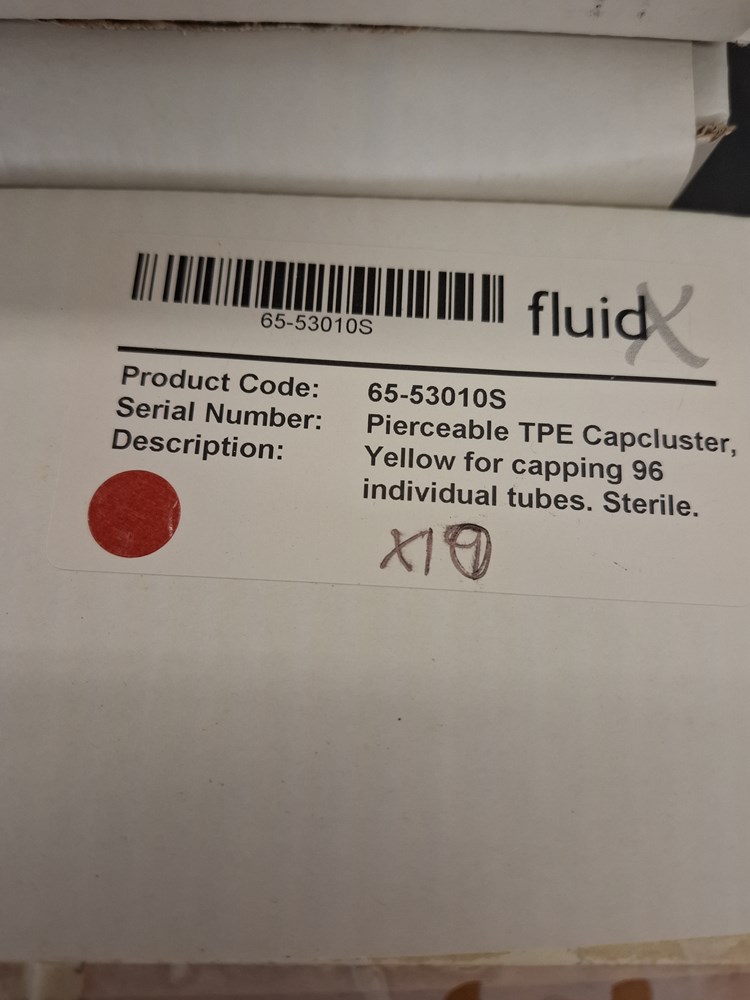 65-53010S
fluidX
Product Code: 65-53010S
Serial Number: Pierceable TPE Capcluster,
Description: Yellow for capping 96
individual tubes. Sterile.